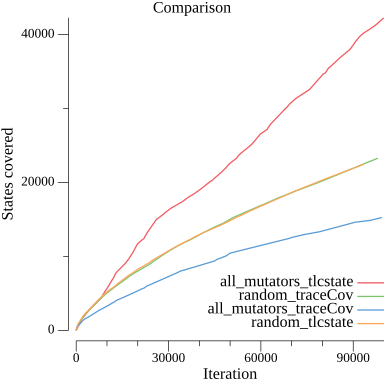 Comparison
States covered
40000
20000
0
all_mutators_tlcstate
random_traceCov
all_mutators_traceCov
random_tlcstate
0 30000 60000 90000
Iteration